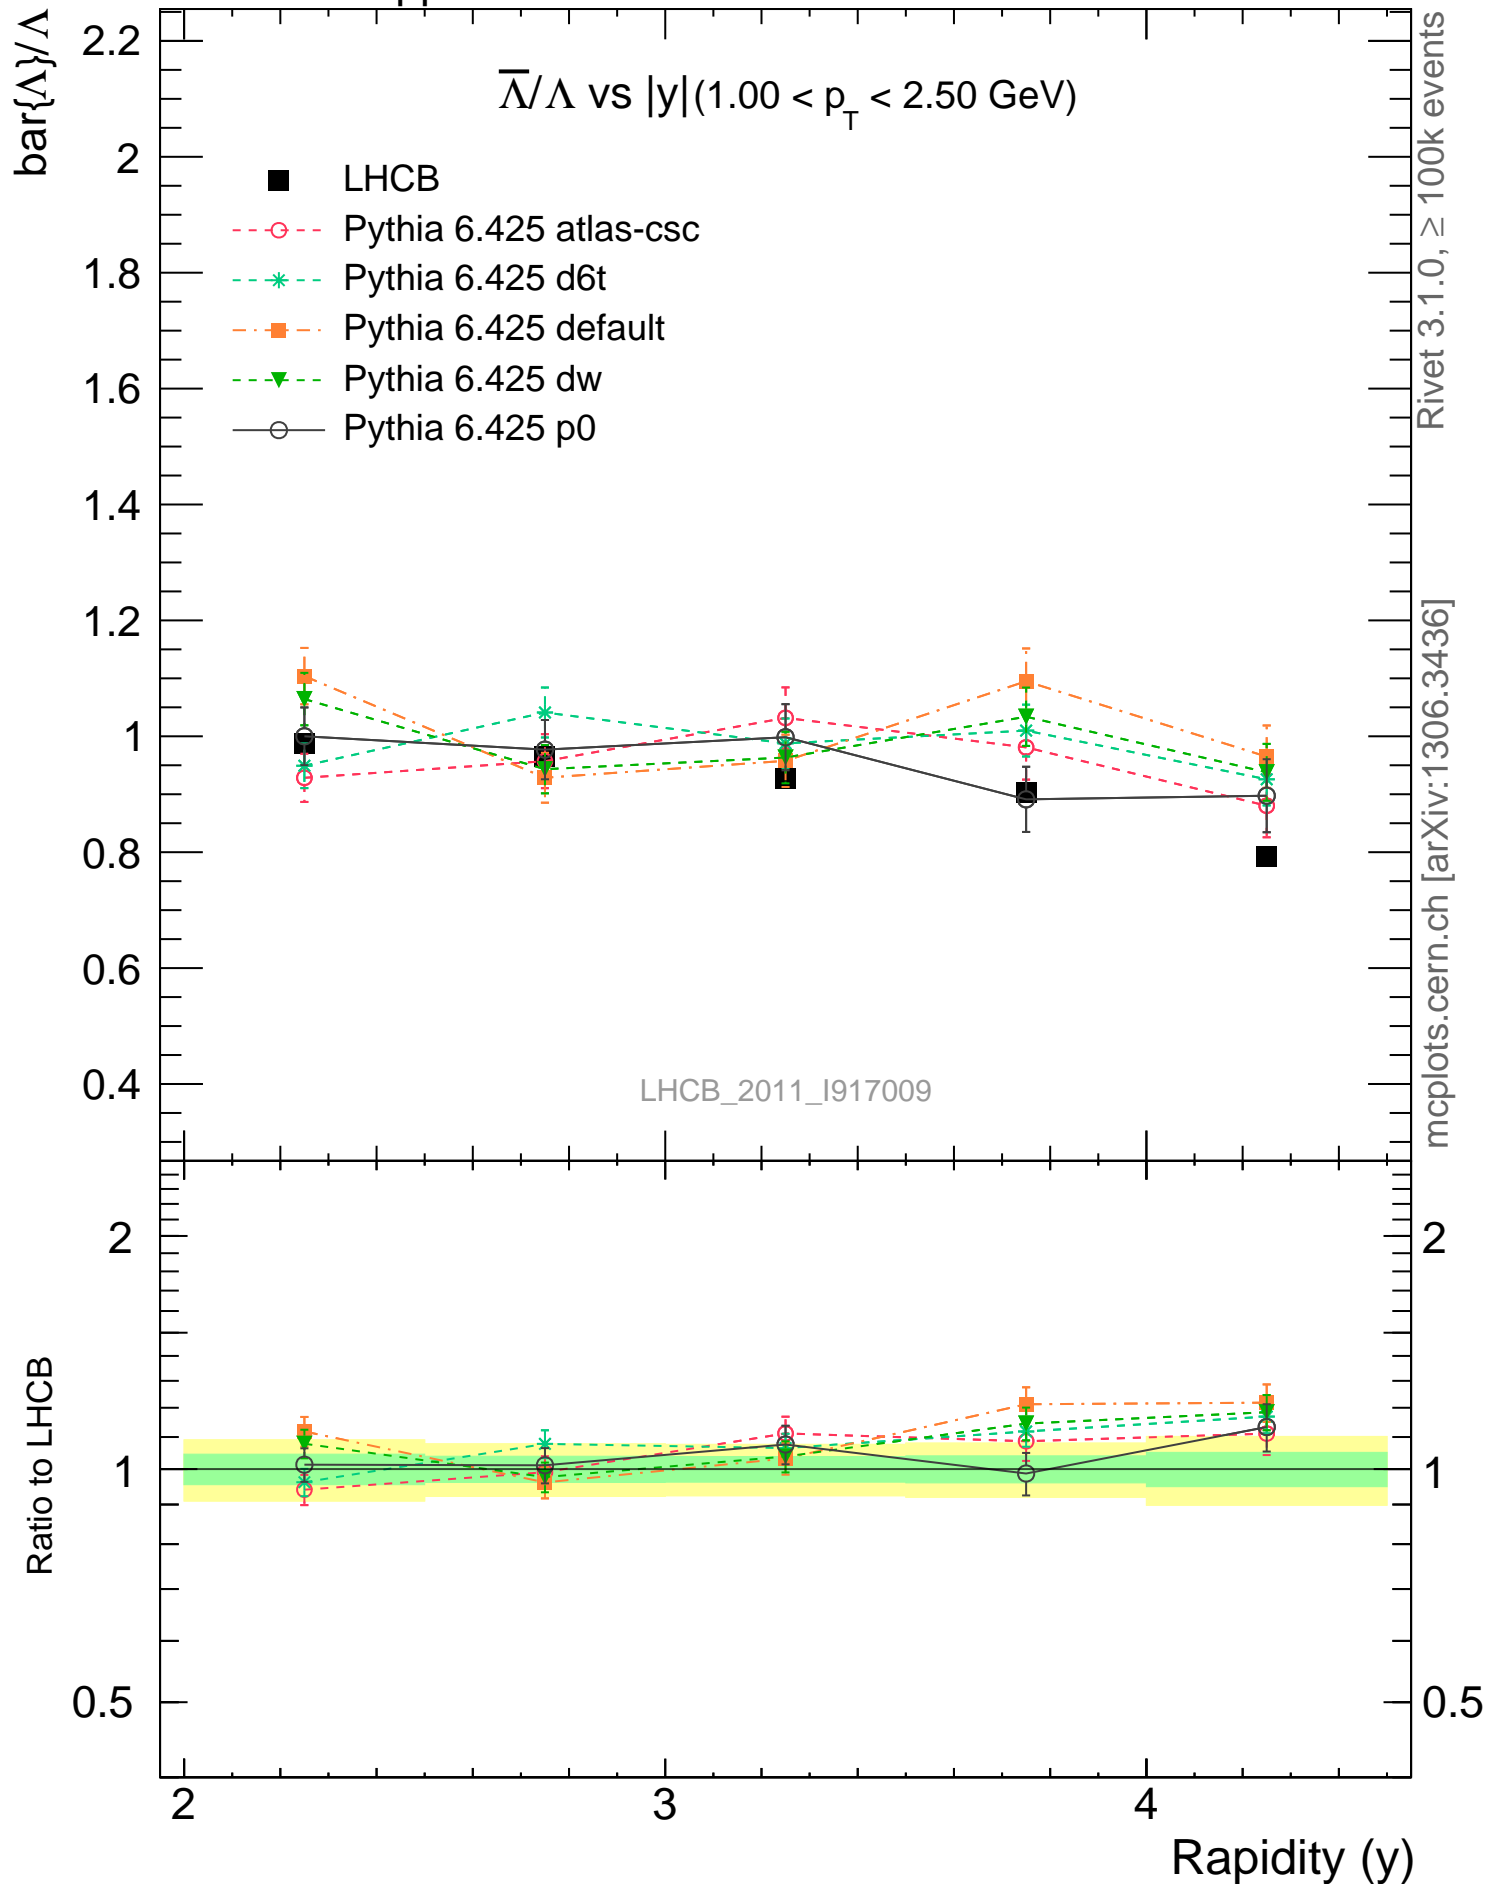 bar{Λ}/Λ
Λ̅/Λ vs |y|(1.00 < p_T < 2.50 GeV)
LHCB
Pythia 6.425 atlas-csc
Pythia 6.425 d6t
Pythia 6.425 default
Pythia 6.425 dw
Pythia 6.425 p0
2.2
2
1.8
1.6
1.4
1.2
1
0.8
0.6
0.4
LHCB_2011_I917009
Rivet 3.1.0, ≥ 100k events
mcplots.cern.ch [arXiv:1306.3436]
Ratio to LHCB
2
1
0.5
2
1
0.5
2
3
4
Rapidity (y)